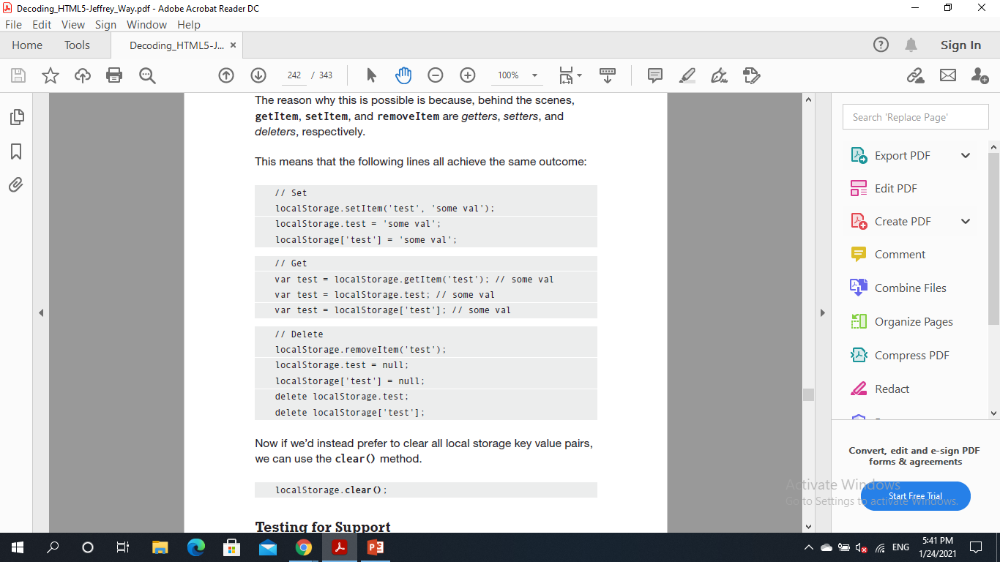 Decoding_HTML5-Jeffrey_Way.pdf - Adobe Acrobat Reader DC
File Edit View Sign Window Help
Home Tools Decoding_HTML5-J... × Sign In
242 / 343 100%
The reason why this is possible is because, behind the scenes,
getItem, setItem, and removeItem are getters, setters, and
deleters, respectively.
This means that the following lines all achieve the same outcome:
// Set
localStorage.setItem('test', 'some val');
localStorage.test = 'some val';
localStorage['test'] = 'some val';
// Get
var test = localStorage.getItem('test'); // some val
var test = localStorage.test; // some val
var test = localStorage['test']; // some val
// Delete
localStorage.removeItem('test');
localStorage.test = null;
localStorage['test'] = null;
delete localStorage.test;
delete localStorage['test'];
Now if we’d instead prefer to clear all local storage key value pairs,
we can use the clear() method.
localStorage.clear();
Testing for Support
Search 'Replace Page'
Export PDF
Edit PDF
Create PDF
Comment
Combine Files
Organize Pages
Compress PDF
Redact
Convert, edit and e-sign PDF
forms & agreements
Start Free Trial
Activate Windows
Go to Settings to activate Windows.
ENG
5:41 PM
1/24/2021